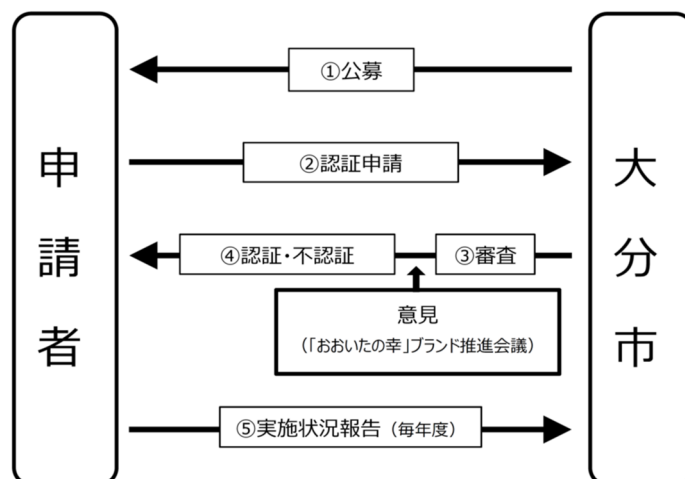 申請者
①公募
②認証申請
④認証・不認証
③審査
意見
（「おおいたの幸」ブランド推進会議）
⑤実施状況報告（毎年度）
大分市